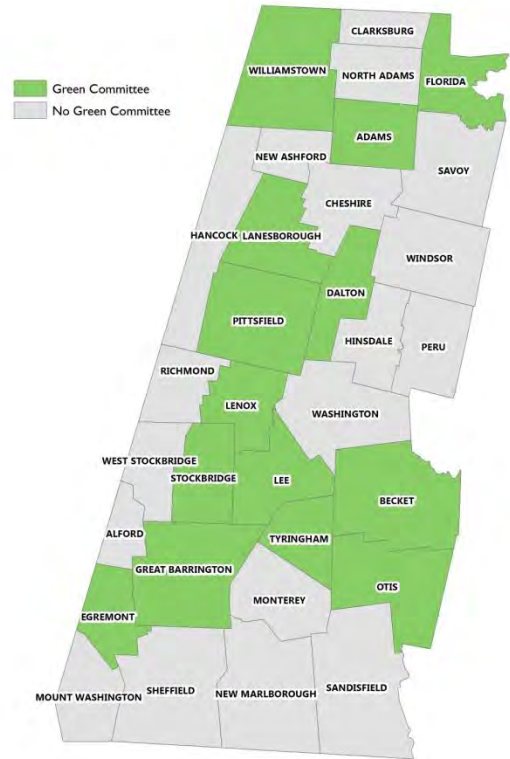 CLARKSBURG
WILLIAMSTOWN
NORTH ADAMS
FLORIDA
Green Committee
No Green Committee
ADAMS
NEW ASHFORD
SAVOY
CHESHIRE
HANCOCK
LANESBOROUGH
WINDSOR
DALTON
PITTSFIELD
HINSDALE
PERU
RICHMOND
LENOX
WASHINGTON
WEST STOCKBRIDGE
STOCKBRIDGE
LEE
BECKET
ALFORD
TYRINGHAM
GREAT BARRINGTON
OTIS
MONTEREY
EGREMONT
MOUNT WASHINGTON
SHEFFIELD
NEW MARLBOROUGH
SANDISFIELD